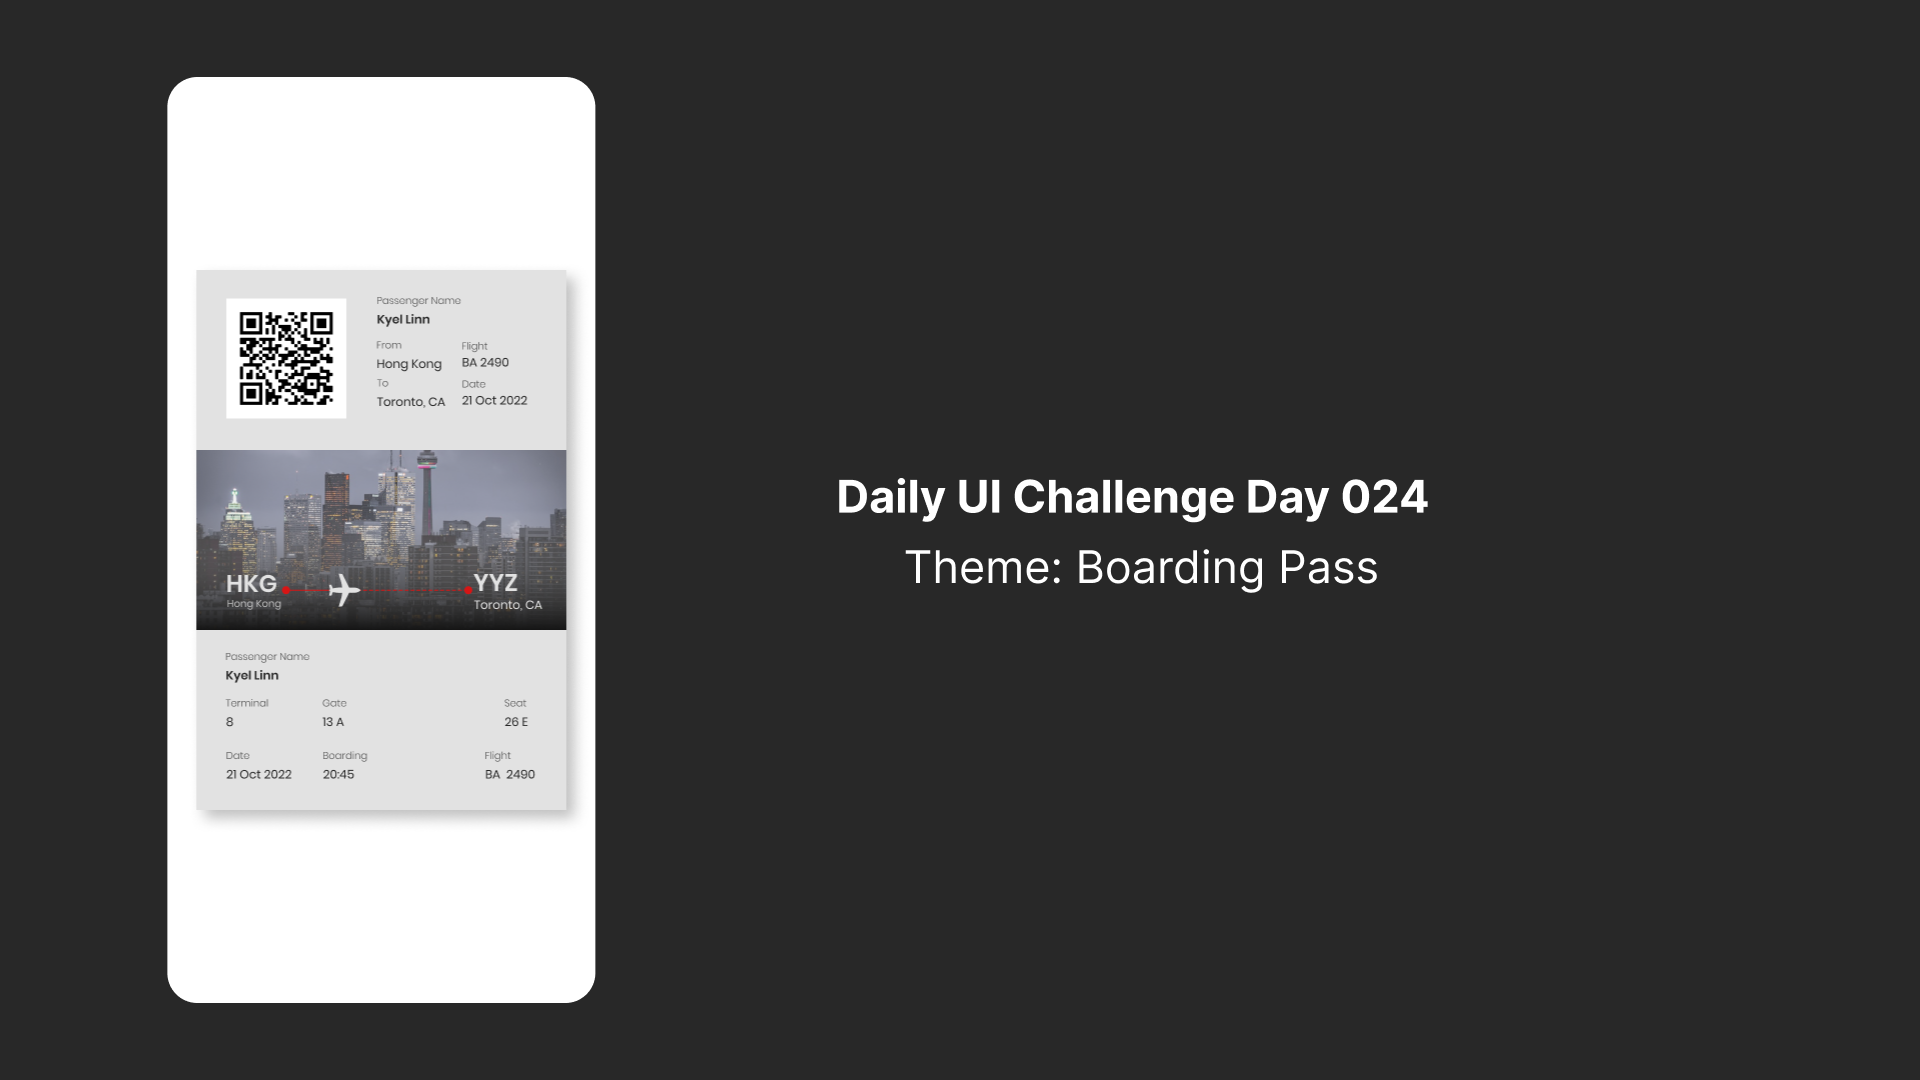 Passenger Name
Kyel Linn
From Flight
Hong Kong BA 2490
To Date
Toronto, CA 21 Oct 2022
HKG YYZ
Hong Kong Toronto, CA
Passenger Name
Kyel Linn
Terminal Gate Seat
8 13 A 26 E
Date Boarding Flight
21 Oct 2022 20:45 BA 2490
Daily UI Challenge Day 024
Theme: Boarding Pass